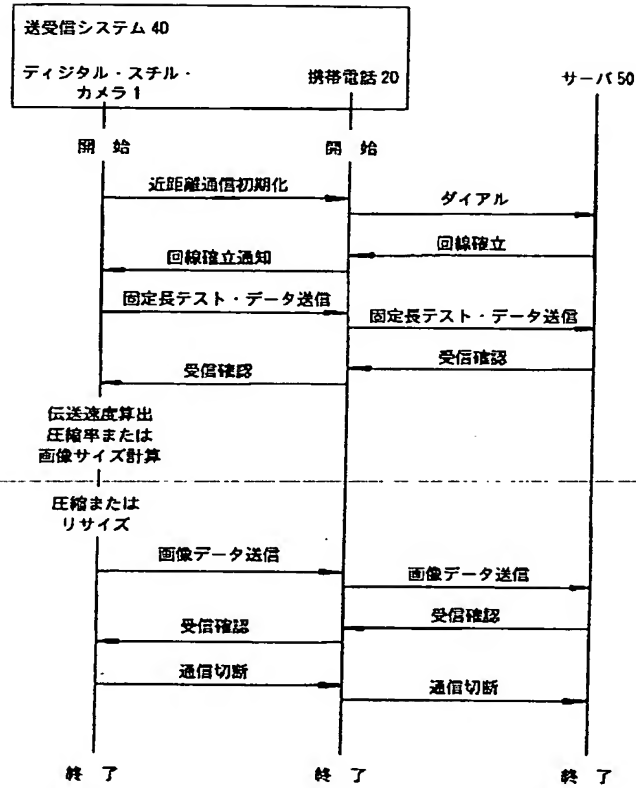 送受信システム 40
ディジタル・スチル・
カメラ 1
携帯電話 20
サーバ 50
開 始
開 始
近距離通信初期化
ダイアル
回線確立
回線確立通知
固定長テスト・データ送信
固定長テスト・データ送信
受信確認
受信確認
伝送速度算出
圧縮率または
画像サイズ計算
圧縮または
リサイズ
画像データ送信
画像データ送信
受信確認
受信確認
通信切断
通信切断
終 了
終 了
終 了